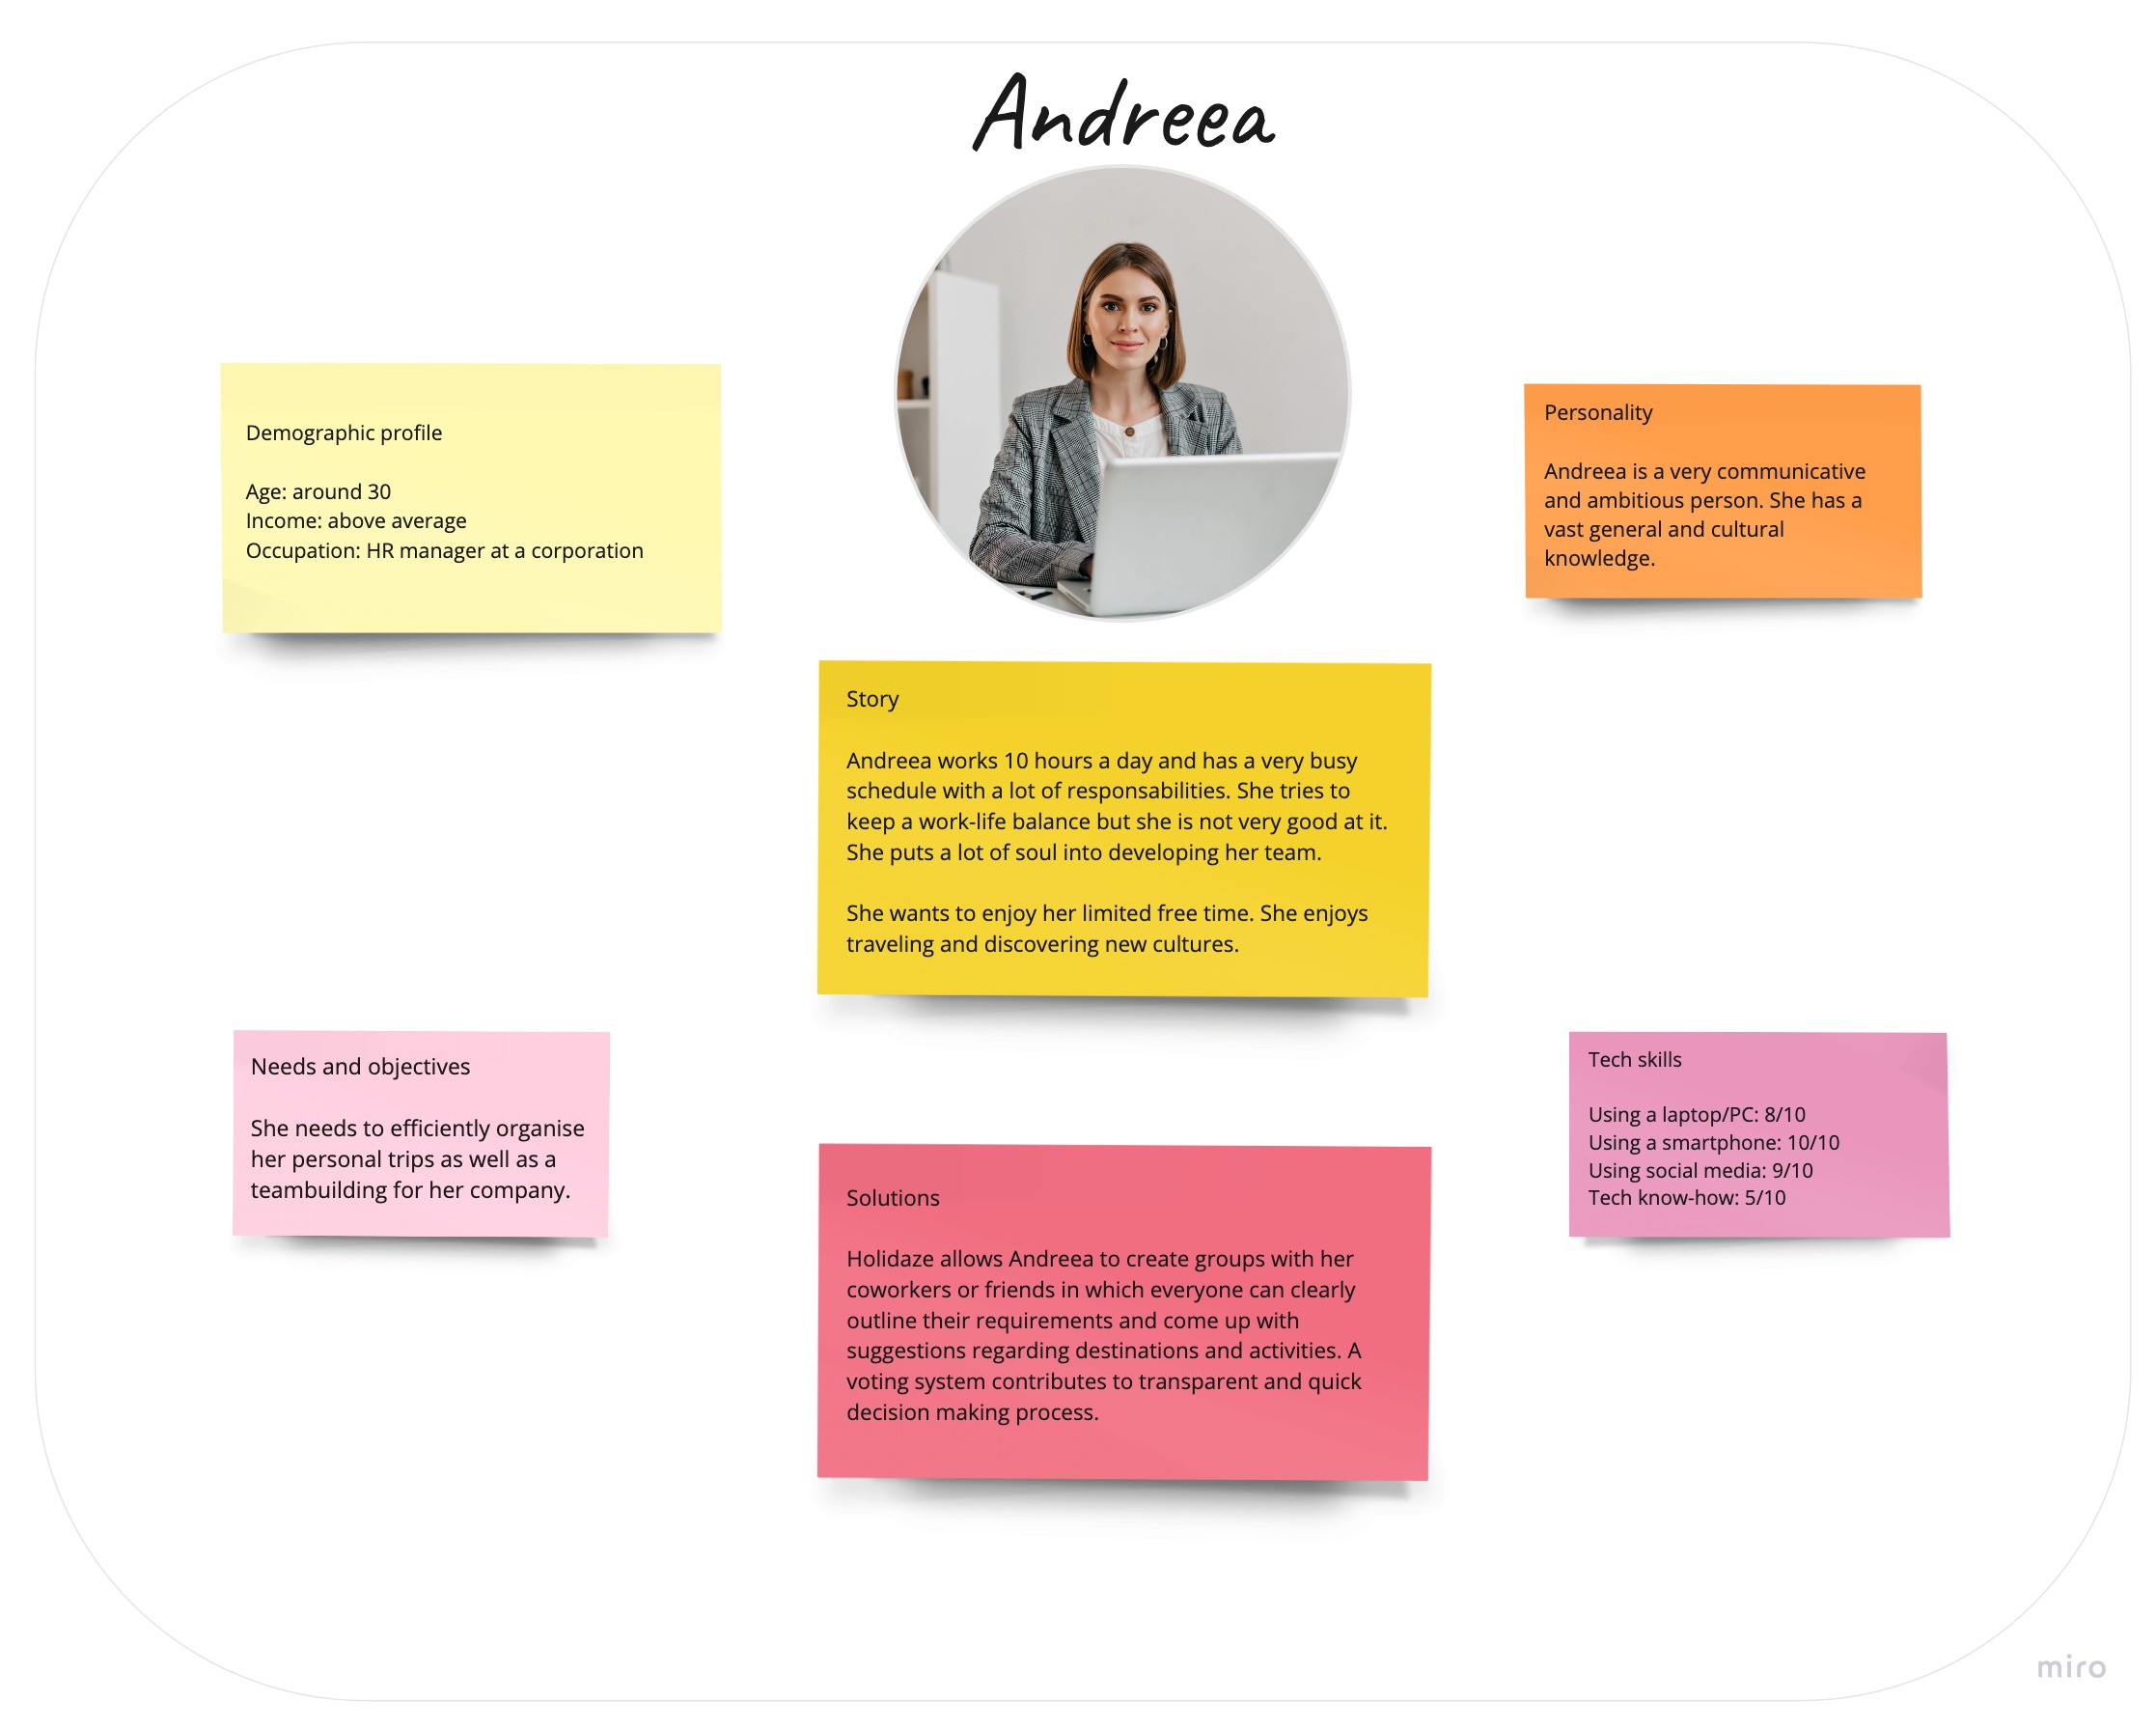 Andreea
Demographic profile
Age: around 30
Income: above average
Occupation: HR manager at a corporation
Personality
Andreea is a very communicative
and ambitious person. She has a
vast general and cultural
knowledge.
Story
Andreea works 10 hours a day and has a very busy
schedule with a lot of responsabilities. She tries to
keep a work-life balance but she is not very good at it.
She puts a lot of soul into developing her team.
She wants to enjoy her limited free time. She enjoys
traveling and discovering new cultures.
Needs and objectives
She needs to efficiently organise
her personal trips as well as a
teambuilding for her company.
Tech skills
Using a laptop/PC: 8/10
Using a smartphone: 10/10
Using social media: 9/10
Tech know-how: 5/10
Solutions
Holidaze allows Andreea to create groups with her
coworkers or friends in which everyone can clearly
outline their requirements and come up with
suggestions regarding destinations and activities. A
voting system contributes to transparent and quick
decision making process.
miro